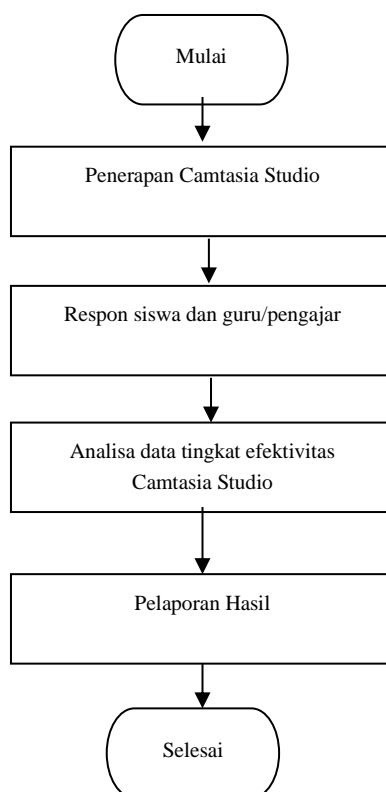 Mulai
Penerapan Camtasia Studio
Respon siswa dan guru/pengajar
Analisa data tingkat efektivitas
Camtasia Studio
Pelaporan Hasil
Selesai